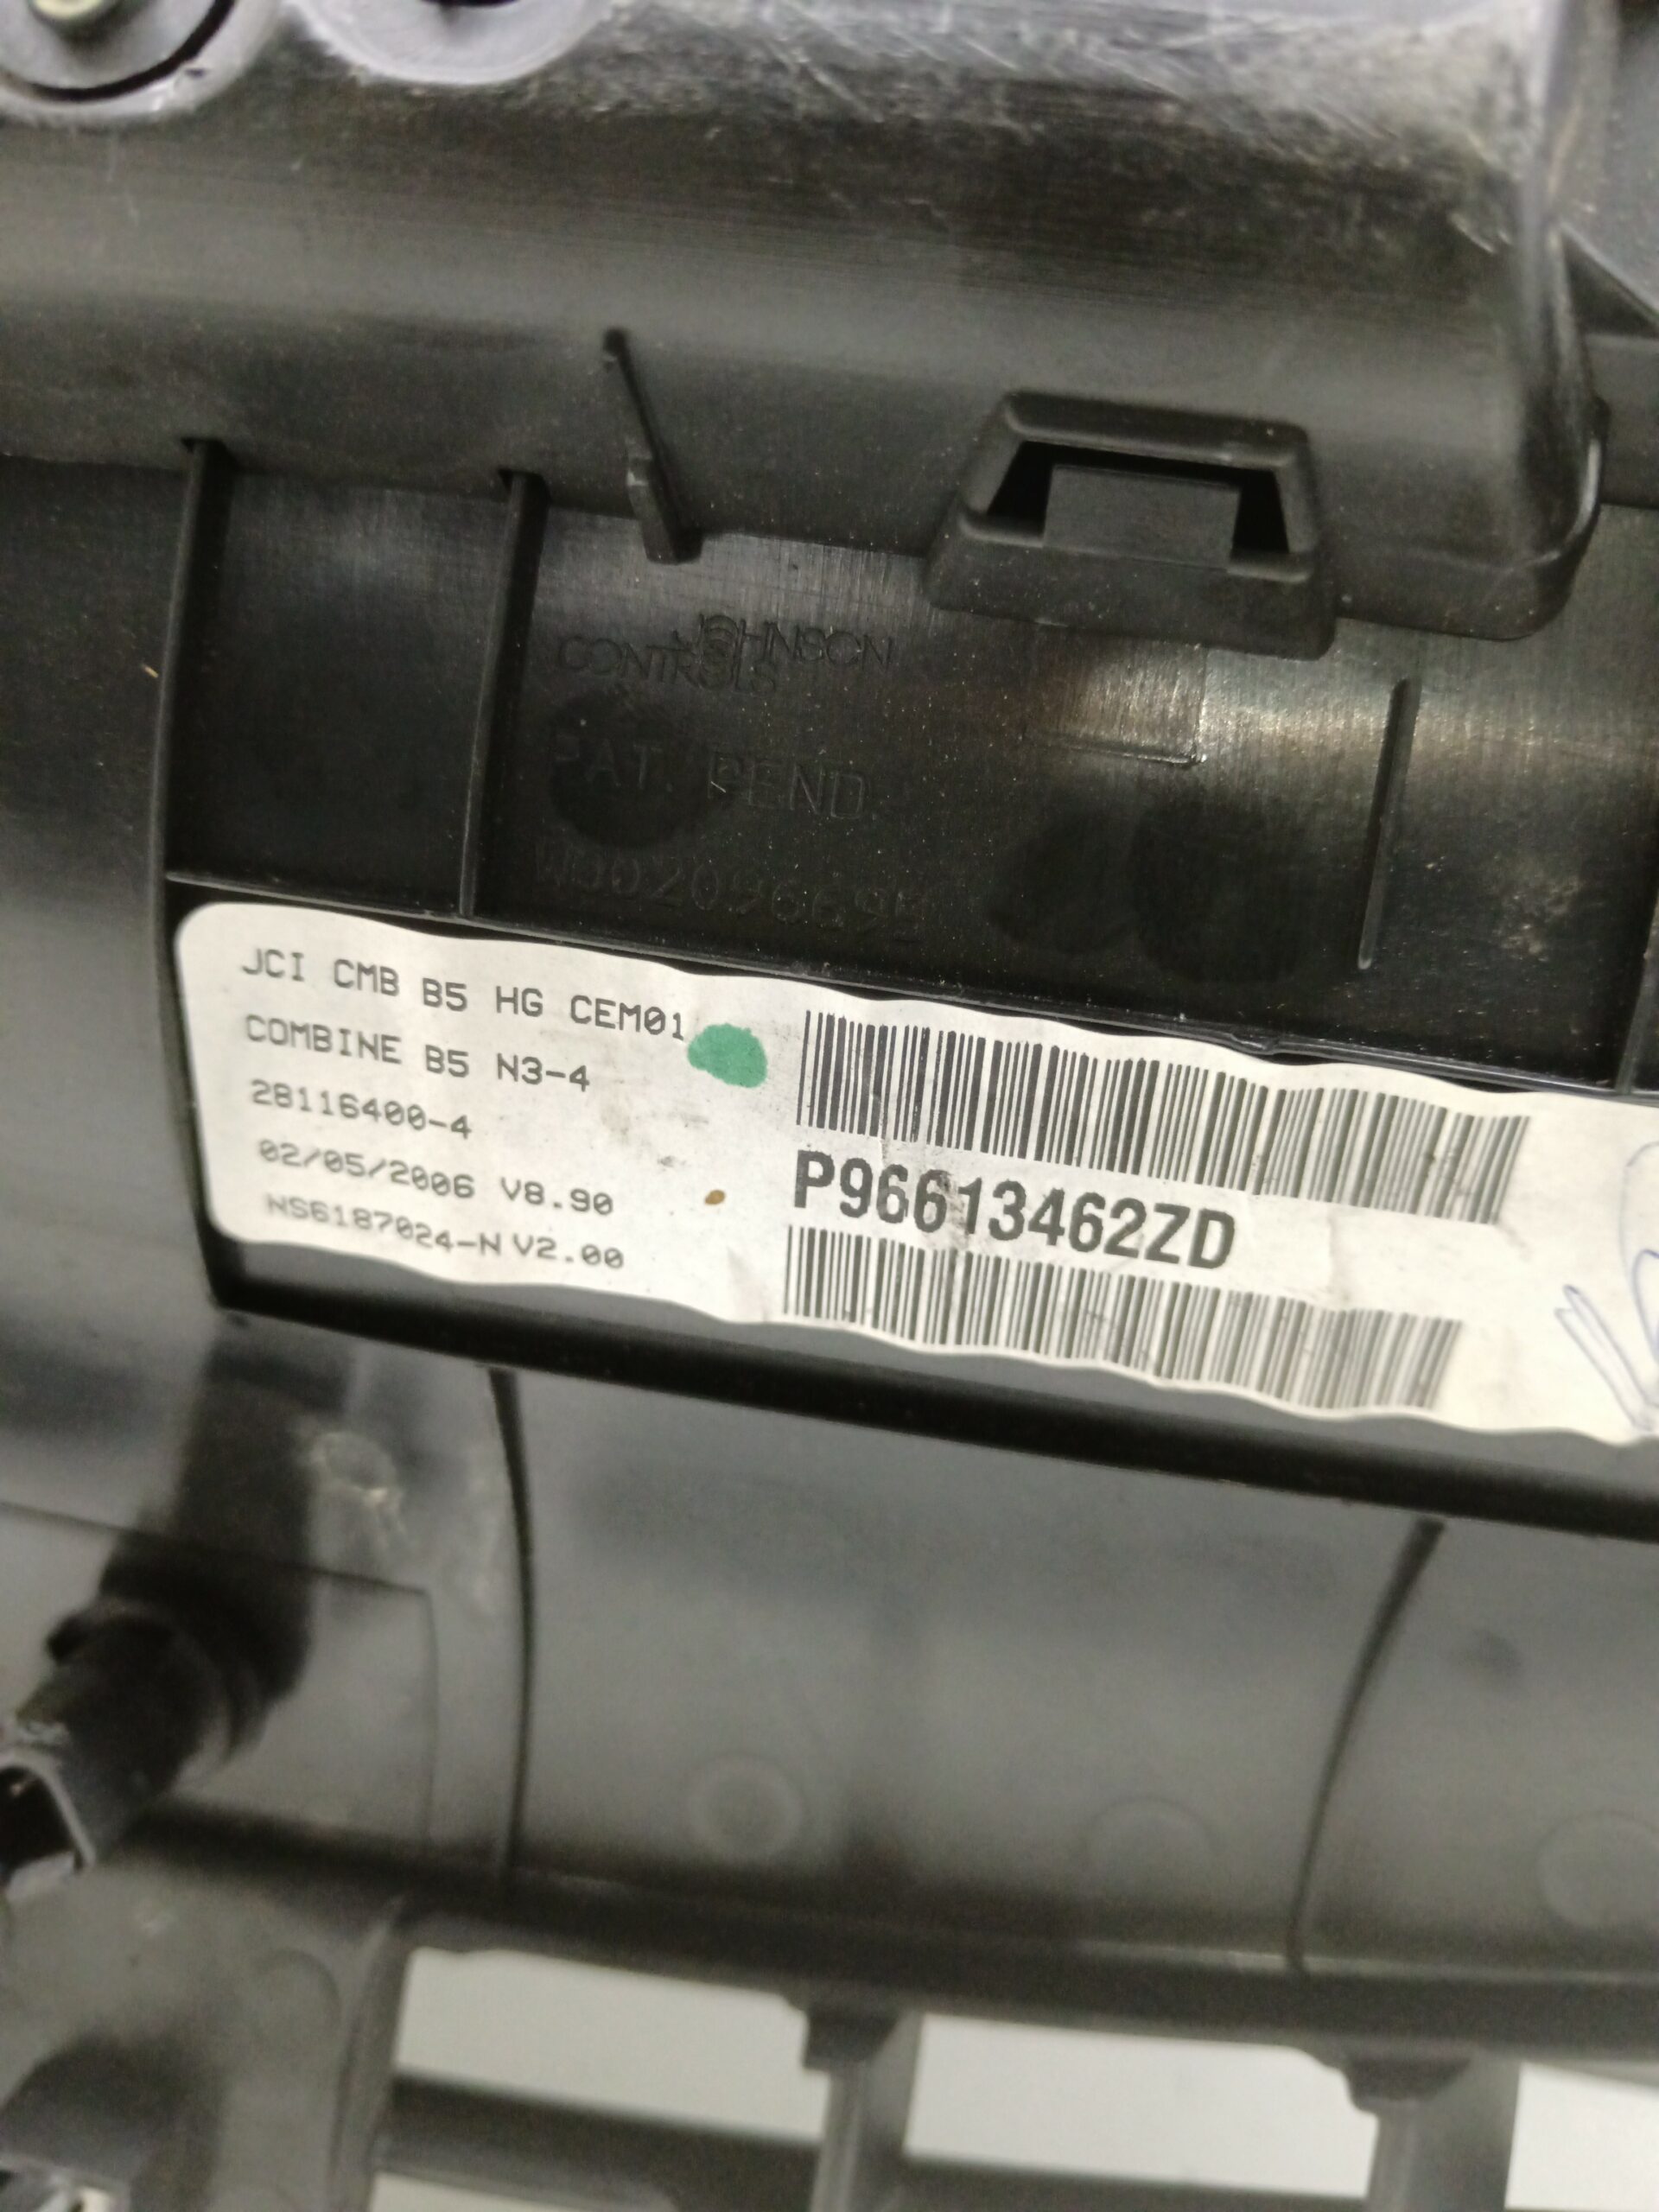 JOHNSON
CONTROLS
PAT. PEND.
JCI CMB B5 HG CEM01
COMBINE B5 N3-4
28116400-4
02/05/2006 V8.90
NS6187024-N V2.00
P96613462ZD